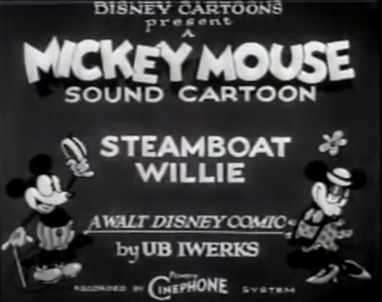 DISNEY CARTOONS
present
A
MICKEY MOUSE
SOUND CARTOON
STEAMBOAT
WILLIE
A WALT DISNEY COMIC
by UB IWERKS
RECORDED BY Powers CINEPHONE SYSTEM